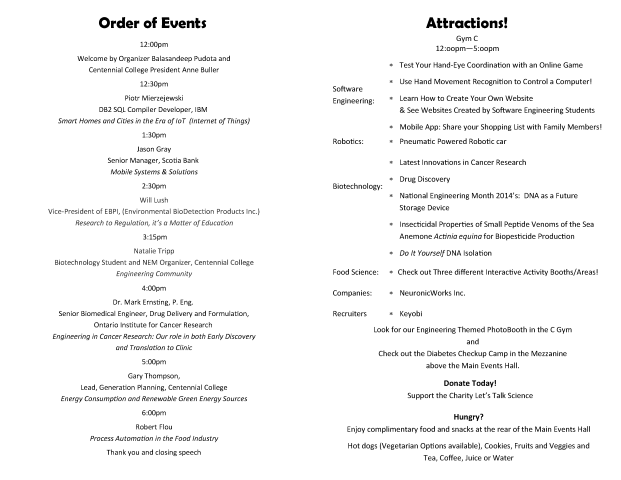 Order of Events
12:00pm
Welcome by Organizer Balasandeep Pudota and
Centennial College President Anne Buller
12:30pm
Piotr Mierzejewski
DB2 SQL Compiler Developer, IBM
Smart Homes and Cities in the Era of IoT (Internet of Things)
1:30pm
Jason Gray
Senior Manager, Scotia Bank
Mobile Systems & Solutions
2:30pm
Will Lush
Vice-President of EBPI, (Environmental BioDetection Products Inc.)
Research to Regulation, it's a Matter of Education
3:15pm
Natalie Tripp
Biotechnology Student and NEM Organizer, Centennial College
Engineering Community
4:00pm
Dr. Mark Ernsting, P. Eng.
Senior Biomedical Engineer, Drug Delivery and Formulation,
Ontario Institute for Cancer Research
Engineering in Cancer Research: Our role in both Early Discovery
and Translation to Clinic
5:00pm
Gary Thompson,
Lead, Generation Planning, Centennial College
Energy Consumption and Renewable Green Energy Sources
6:00pm
Robert Flou
Process Automation in the Food Industry
Thank you and closing speech
Attractions!
Gym C
12:00pm—5:00pm
Software
Engineering:
• Test Your Hand-Eye Coordination with an Online Game
• Use Hand Movement Recognition to Control a Computer!
• Learn How to Create Your Own Website
& See Websites Created by Software Engineering Students
• Mobile App: Share your Shopping List with Family Members!
Robotics: • Pneumatic Powered Robotic car
Biotechnology:
• Latest Innovations in Cancer Research
• Drug Discovery
• National Engineering Month 2014's: DNA as a Future
Storage Device
• Insecticidal Properties of Small Peptide Venoms of the Sea
Anemone Actinia equina for Biopesticide Production
• Do It Yourself DNA Isolation
Food Science: • Check out Three different Interactive Activity Booths/Areas!
Companies: • NeuronicWorks Inc.
Recruiters • Keyobi
Look for our Engineering Themed PhotoBooth in the C Gym
and
Check out the Diabetes Checkup Camp in the Mezzanine
above the Main Events Hall.
Donate Today!
Support the Charity Let's Talk Science
Hungry?
Enjoy complimentary food and snacks at the rear of the Main Events Hall
Hot dogs (Vegetarian Options available), Cookies, Fruits and Veggies and
Tea, Coffee, Juice or Water